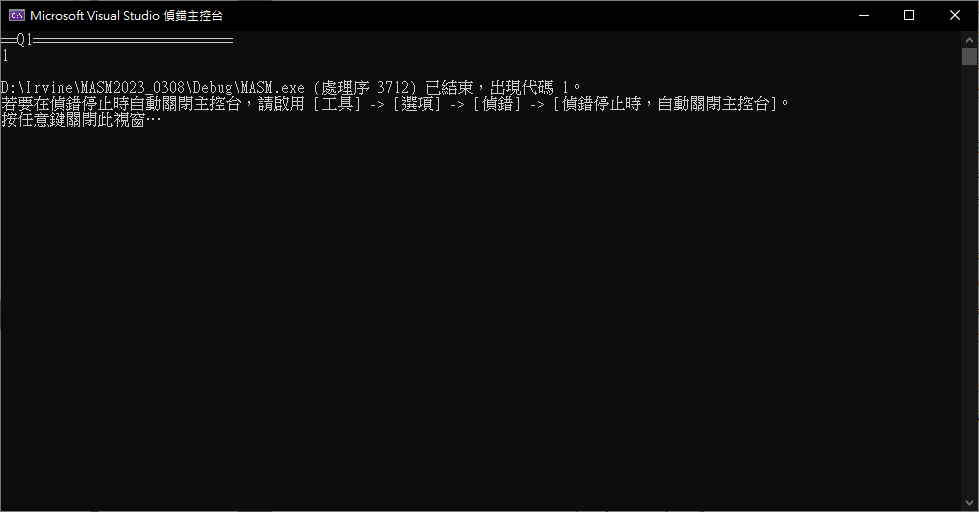 Microsoft Visual Studio 偵錯主控台
==Q1=========================
1
D:\Irvine\MASM2023_0308\Debug\MASM.exe (處理序 3712) 已結束，出現代碼 1。
若要在偵錯停止時自動關閉主控台，請啟用 [工具] -> [選項] -> [偵錯] -> [偵錯停止時，自動關閉主控台]。
按任意鍵關閉此視窗…